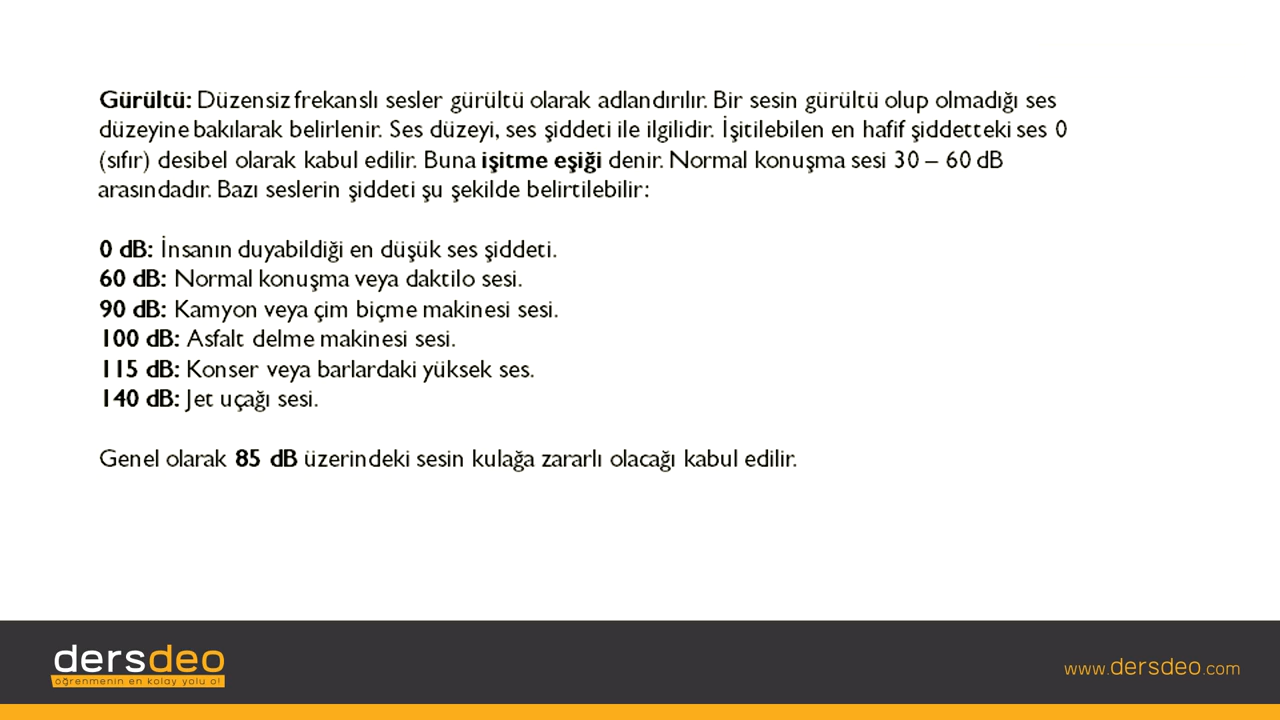 Gürültü: Düzensiz frekanslı sesler gürültü olarak adlandırılır. Bir sesin gürültü olup olmadığı ses
düzeyine bakılarak belirlenir. Ses düzeyi, ses şiddeti ile ilgilidir. İşitilebilen en hafif şiddetteki ses 0
(sıfır) desibel olarak kabul edilir. Buna işitme eşiği denir. Normal konuşma sesi 30 – 60 dB
arasındadır. Bazı seslerin şiddeti şu şekilde belirtilebilir:
0 dB: İnsanın duyabildiği en düşük ses şiddeti.
60 dB: Normal konuşma veya daktilo sesi.
90 dB: Kamyon veya çim biçme makinesi sesi.
100 dB: Asfalt delme makinesi sesi.
115 dB: Konser veya barlardaki yüksek ses.
140 dB: Jet uçağı sesi.
Genel olarak 85 dB üzerindeki sesin kulağa zararlı olacağı kabul edilir.
dersdeo
öğrenmenin en kolay yolu o!
www.dersdeo.com